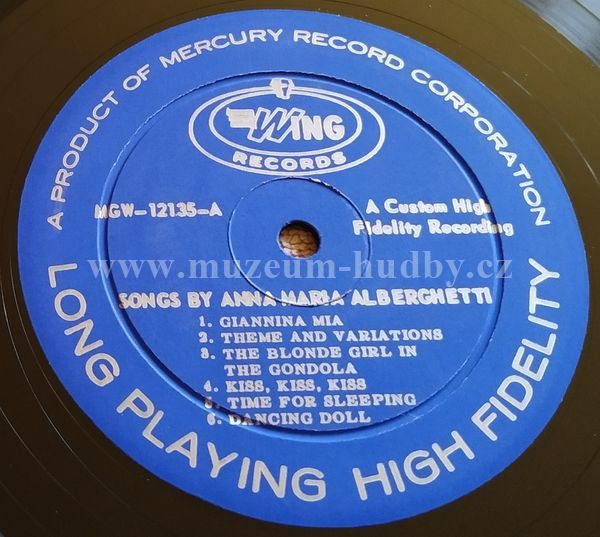 A PRODUCT OF MERCURY RECORD CORPORATION
WING
RECORDS
MGW-12135-A
A Custom High
Fidelity Recording
www.muzeum-hudby.cz
SONGS BY ANNA MARIA ALBERGHETTI
1. GIANNINA MIA
2. THEME AND VARIATIONS
3. THE BLONDE GIRL IN
THE GONDOLA
4. KISS, KISS, KISS
5. TIME FOR SLEEPING
6. DANCING DOLL
LONG PLAYING HIGH FIDELITY